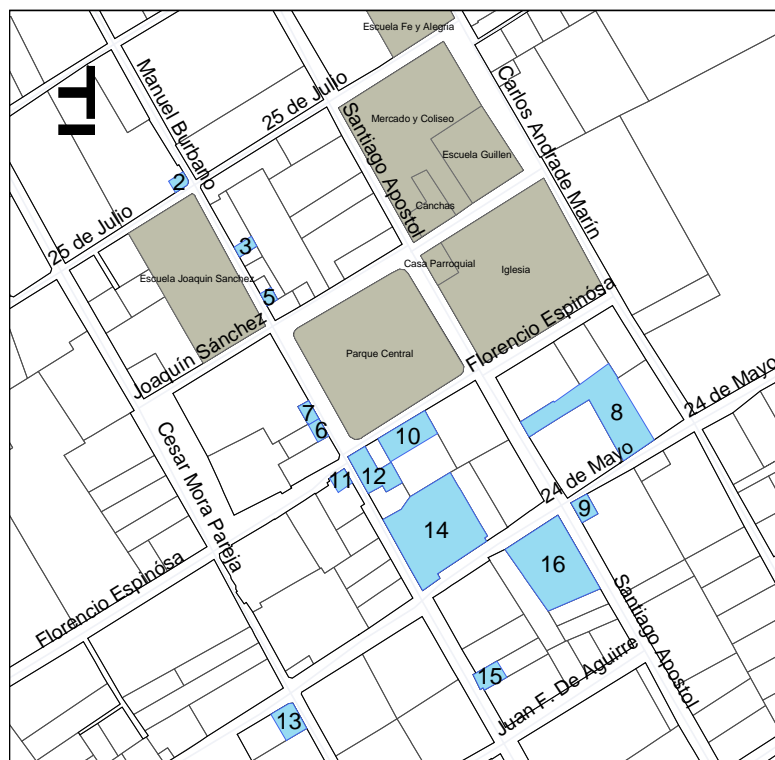 Escuela Fe y Alegria
Manuel Burbano
25 de Julio
Santiago Apostol
Carlos Andrade Marín
Mercado y Coliseo
Escuela Guillen
Canchas
2
25 de Julio
3
Casa Parroquial
Iglesia
Escuela Joaquin Sanchez
5
Joaquín Sánchez
Parque Central
Florencio Espinósa
7
6
8
24 de Mayo
10
Cesar Mora Pareja
11
12
24 de Mayo
9
14
16
Florencio Espinósa
Santiago Apostol
15
Juan F. De Aguirre
13